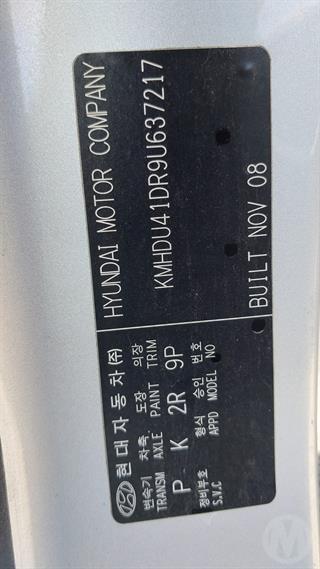 현대자동차(주) HYUNDAI MOTOR COMPANY
변속기 차축 도장 의장
TRANSM AXLE PAINT TRIM
P K 2R 9P
KMHDU41DR9U637217
정비부호 형식 승인 번호
S.V.C APPD MODEL NO
BUILT NOV 08